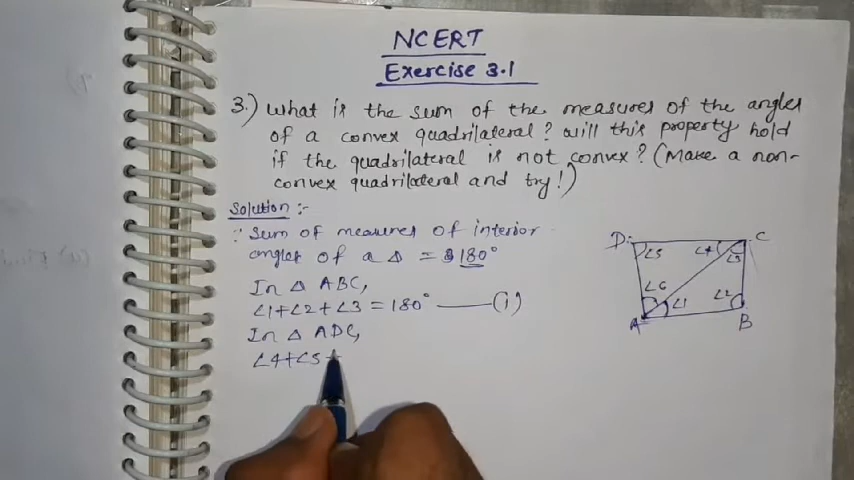 NCERT
Exercise 3.1
3.) What is the sum of the measures of the angles
of a convex quadrilateral? Will this property hold
if the quadrilateral is not convex? (Make a non-
convex quadrilateral and try!)
Solution :-
∵ Sum of measures of interior
angles of a Δ = 180°
In Δ ABC,
∠1+∠2+∠3 = 180° ———(i)
In Δ ADC,
∠4+∠5+
D ∠5 ∠4 C
∠3
∠6 ∠1 ∠2
A B